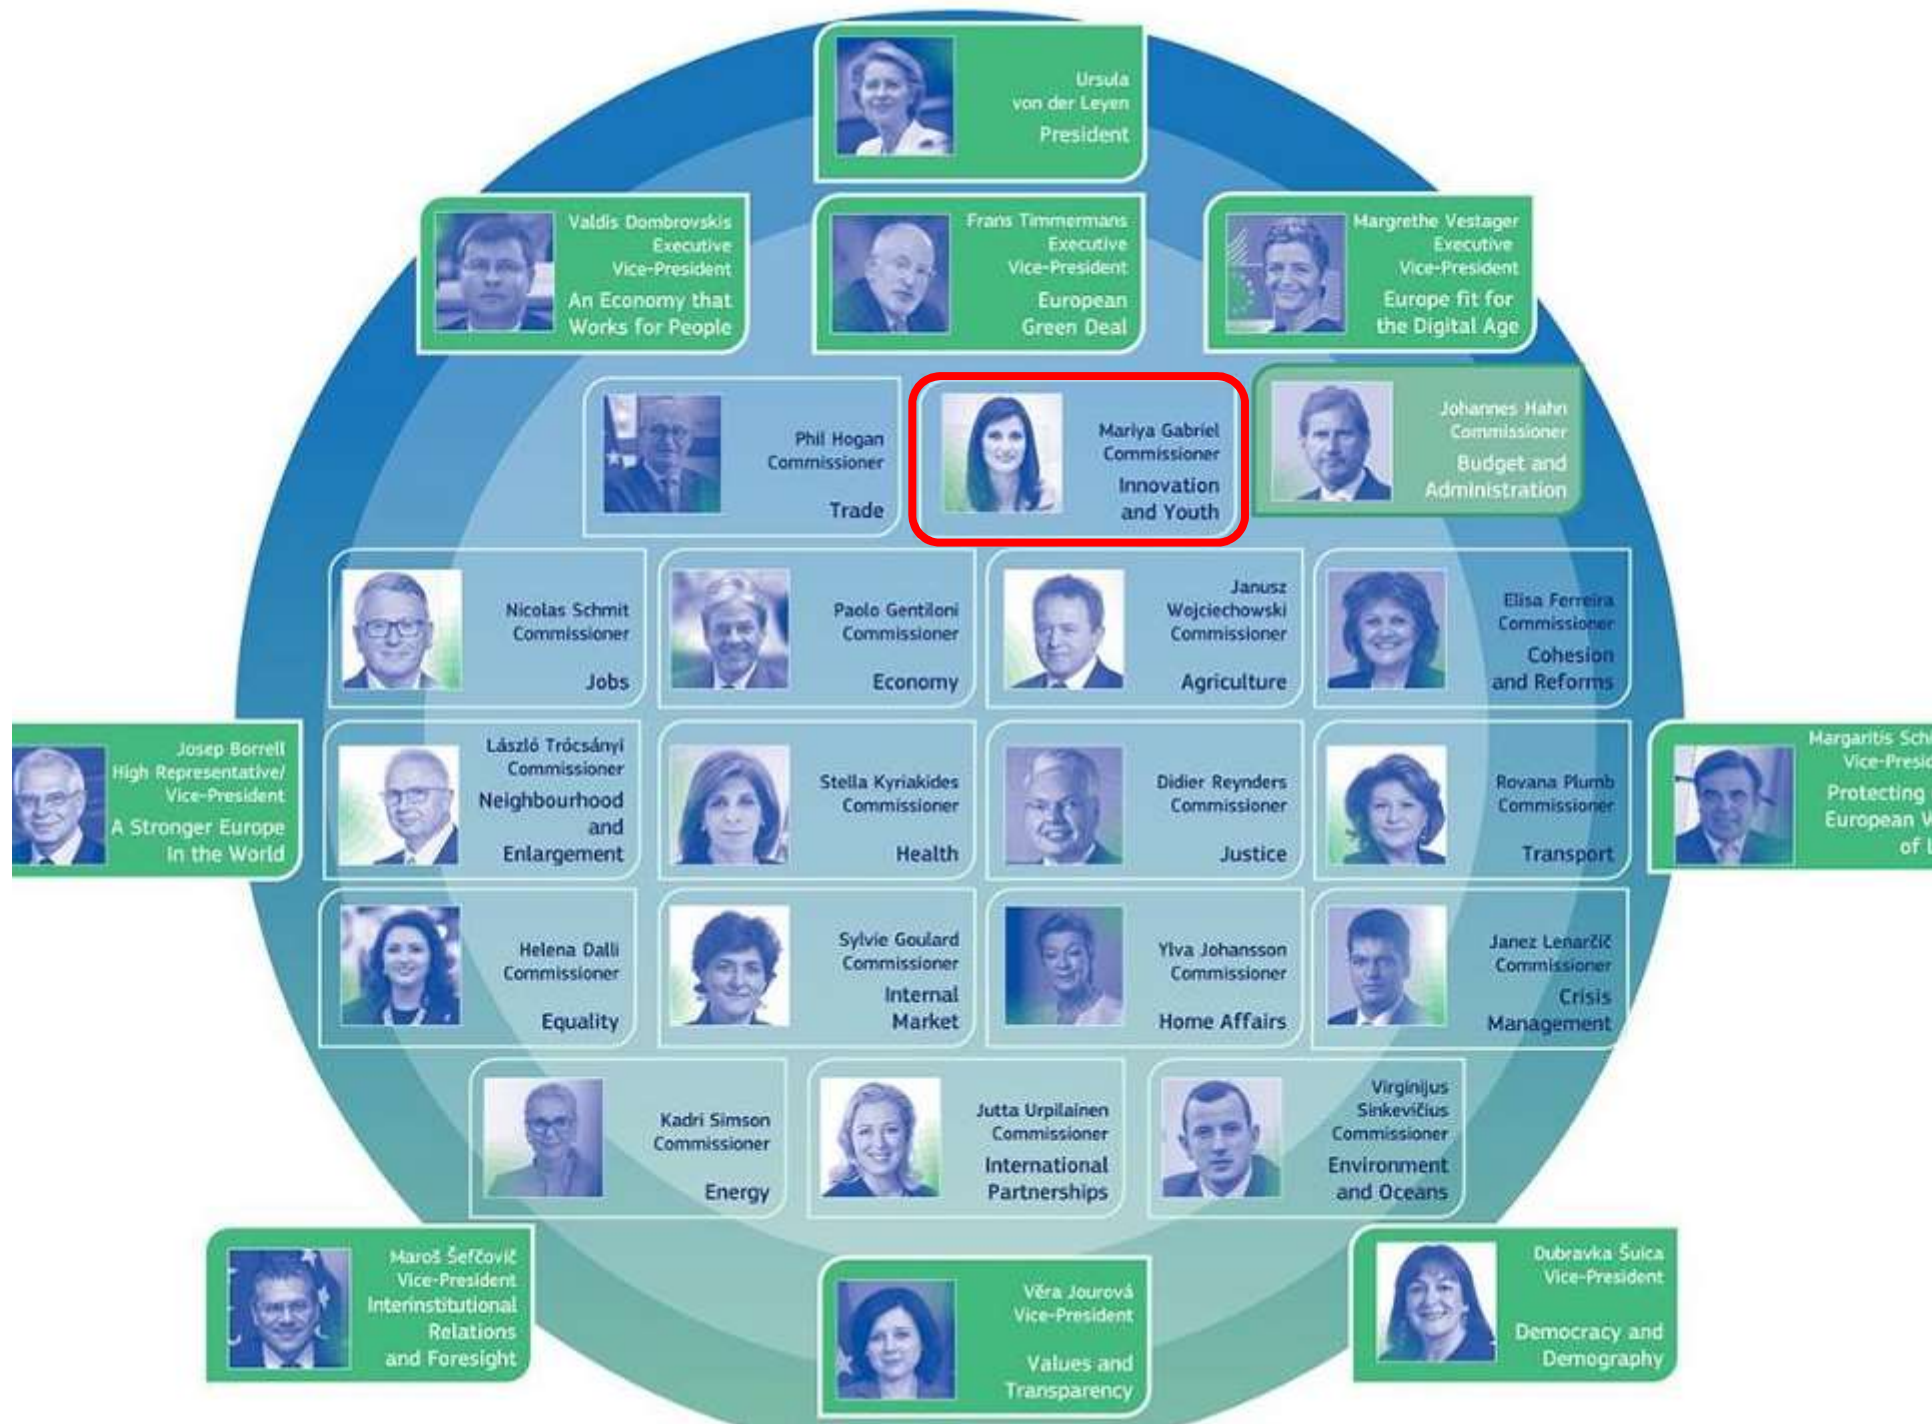 Ursula
von der Leyen
President
Valdis Dombrovskis
Executive
Vice-President
An Economy that
Works for People
Frans Timmermans
Executive
Vice-President
European
Green Deal
Margrethe Vestager
Executive
Vice-President
Europe fit for
the Digital Age
Phil Hogan
Commissioner
Trade
Mariya Gabriel
Commissioner
Innovation
and Youth
Johannes Hahn
Commissioner
Budget and
Administration
Nicolas Schmit
Commissioner
Jobs
Paolo Gentiloni
Commissioner
Economy
Janusz
Wojciechowski
Commissioner
Agriculture
Elisa Ferreira
Commissioner
Cohesion
and Reforms
Josep Borrell
High Representative/
Vice-President
A Stronger Europe
In the World
László Trócsányi
Commissioner
Neighbourhood
and
Enlargement
Stella Kyriakides
Commissioner
Health
Didier Reynders
Commissioner
Justice
Rovana Plumb
Commissioner
Transport
Margaritis
Protecting
European
of
Helena Dalli
Commissioner
Equality
Sylvie Goulard
Commissioner
Internal
Market
Ylva Johansson
Commissioner
Home Affairs
Janez Lenarčič
Commissioner
Crisis
Management
Kadri Simson
Commissioner
Energy
Jutta Urpilainen
Commissioner
International
Partnerships
Virginijus
Sinkevičius
Commissioner
Environment
and Oceans
Maroš Šefčovič
Vice-President
Interinstitutional
Relations
and Foresight
Věra Jourová
Vice-President
Values and
Transparency
Dubravka Šuica
Vice-President
Democracy and
Demography